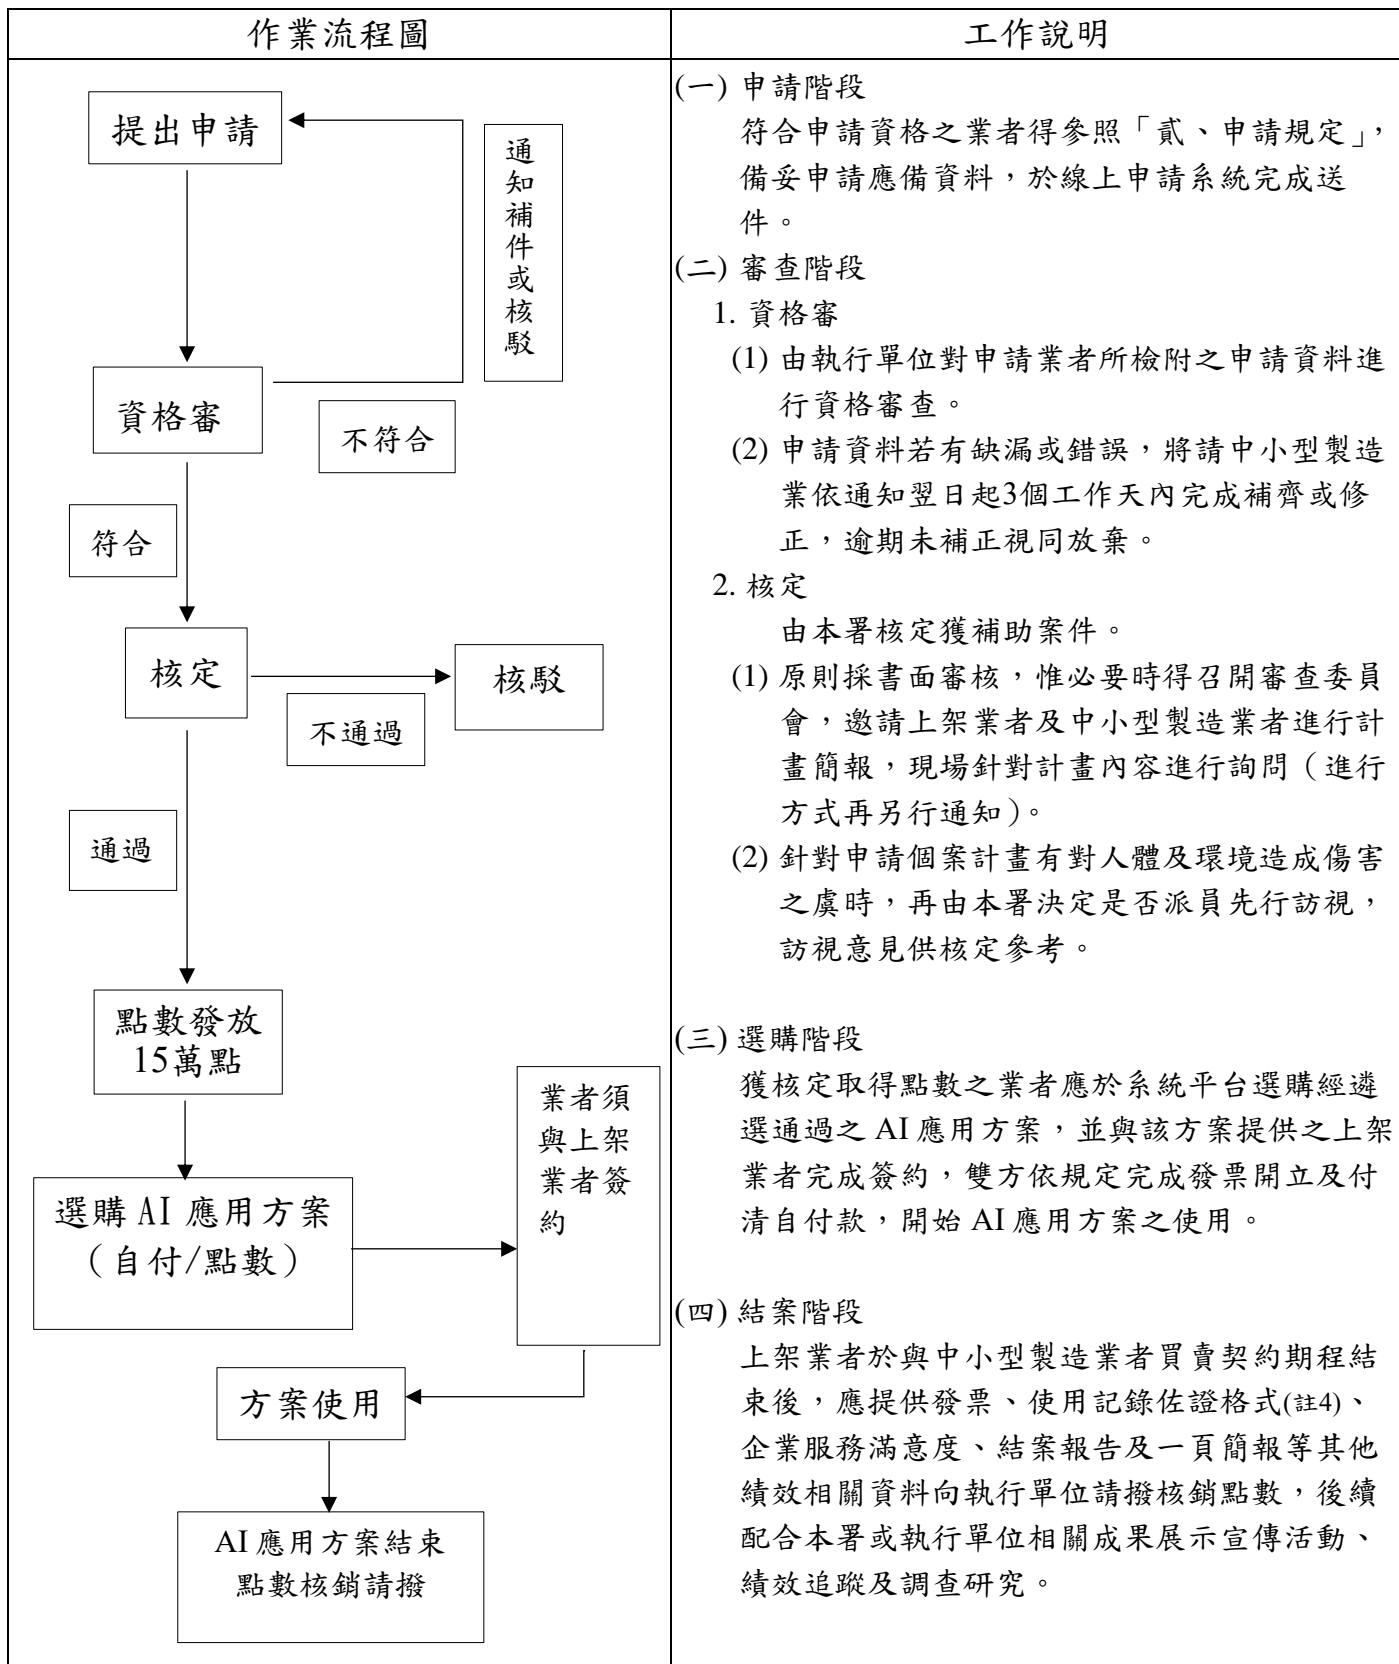 作業流程圖
提出申請
通
知
補
件
或
核
駁
資格審
不符合
符合
核定
核駁
不通過
通過
點數發放
15萬點
業者須
與上架
業者簽
約
選購 AI 應用方案
（自付/點數）
方案使用
AI 應用方案結束
點數核銷請撥
工作說明
(一) 申請階段
符合申請資格之業者得參照「貳、申請規定」，
備妥申請應備資料，於線上申請系統完成送
件。
(二) 審查階段
1. 資格審
(1) 由執行單位對申請業者所檢附之申請資料進
行資格審查。
(2) 申請資料若有缺漏或錯誤，將請中小型製造
業依通知翌日起3個工作天內完成補齊或修
正，逾期未補正視同放棄。
2. 核定
由本署核定獲補助案件。
(1) 原則採書面審核，惟必要時得召開審查委員
會，邀請上架業者及中小型製造業者進行計
畫簡報，現場針對計畫內容進行詢問（進行
方式再另行通知）。
(2) 針對申請個案計畫有對人體及環境造成傷害
之虞時，再由本署決定是否派員先行訪視，
訪視意見供核定參考。
(三) 選購階段
獲核定取得點數之業者應於系統平台選購經遴
選通過之 AI 應用方案，並與該方案提供之上架
業者完成簽約，雙方依規定完成發票開立及付
清自付款，開始 AI 應用方案之使用。
(四) 結案階段
上架業者於與中小型製造業者買賣契約期程結
束後，應提供發票、使用記錄佐證格式(註4)、
企業服務滿意度、結案報告及一頁簡報等其他
績效相關資料向執行單位請撥核銷點數，後續
配合本署或執行單位相關成果展示宣傳活動、
績效追蹤及調查研究。